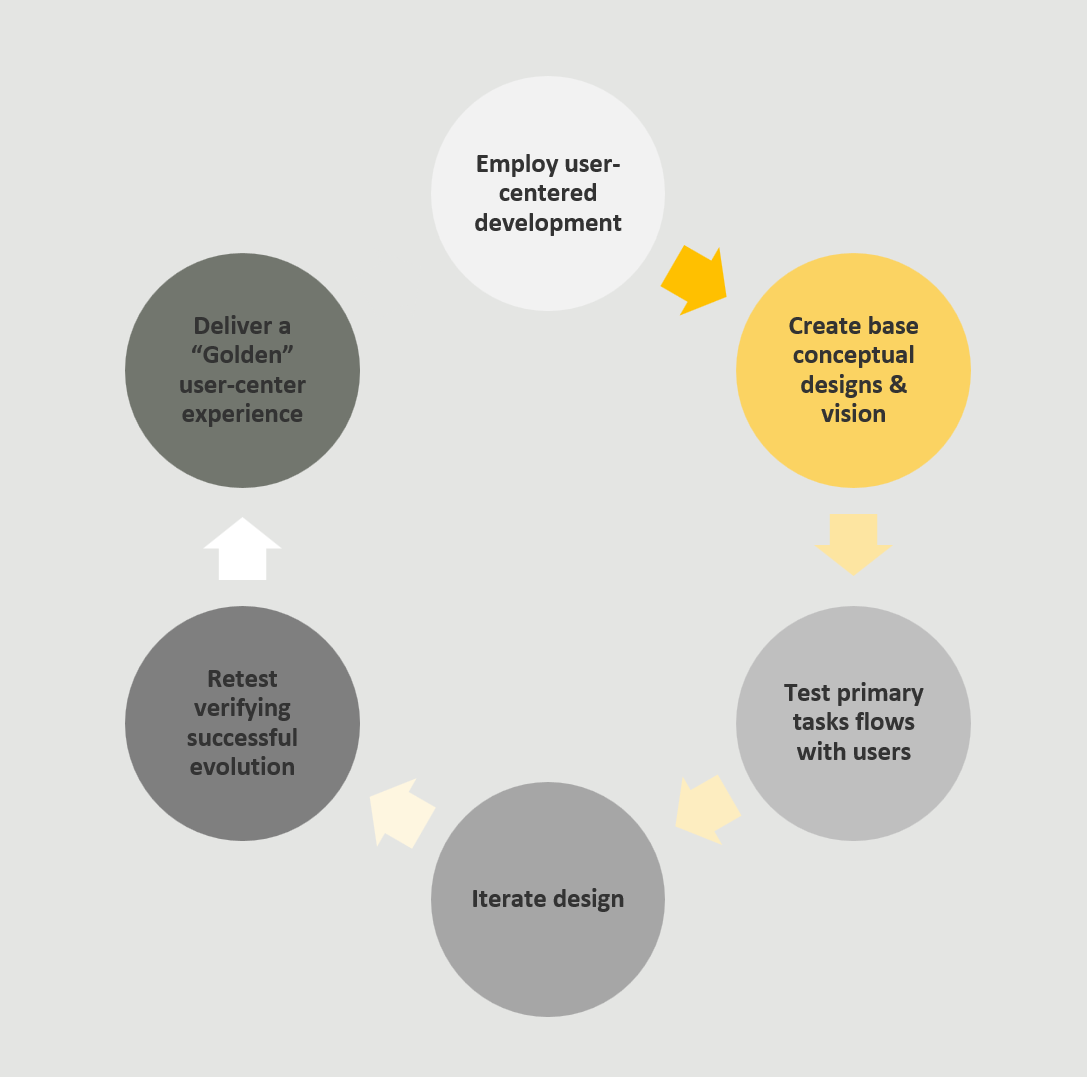 Employ user-
centered
development
Create base
conceptual
designs &
vision
Test primary
tasks flows
with users
Iterate design
Retest
verifying
successful
evolution
Deliver a
“Golden”
user-center
experience